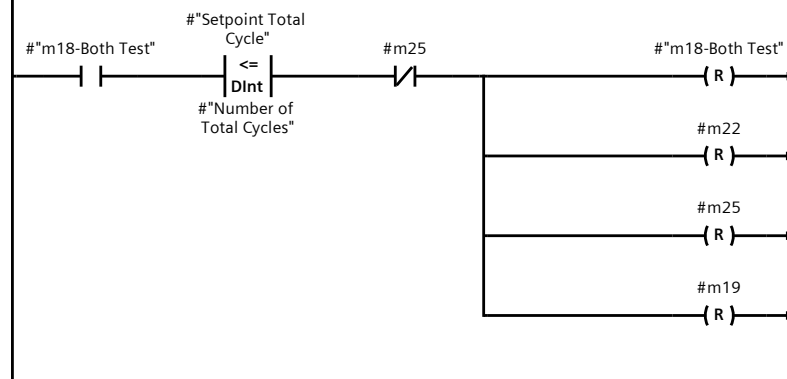 #"Setpoint Total
Cycle"
#"m18-Both Test"
<=
DInt
#"Number of
Total Cycles"
#m25
#"m18-Both Test"
R
#m22
R
#m25
R
#m19
R